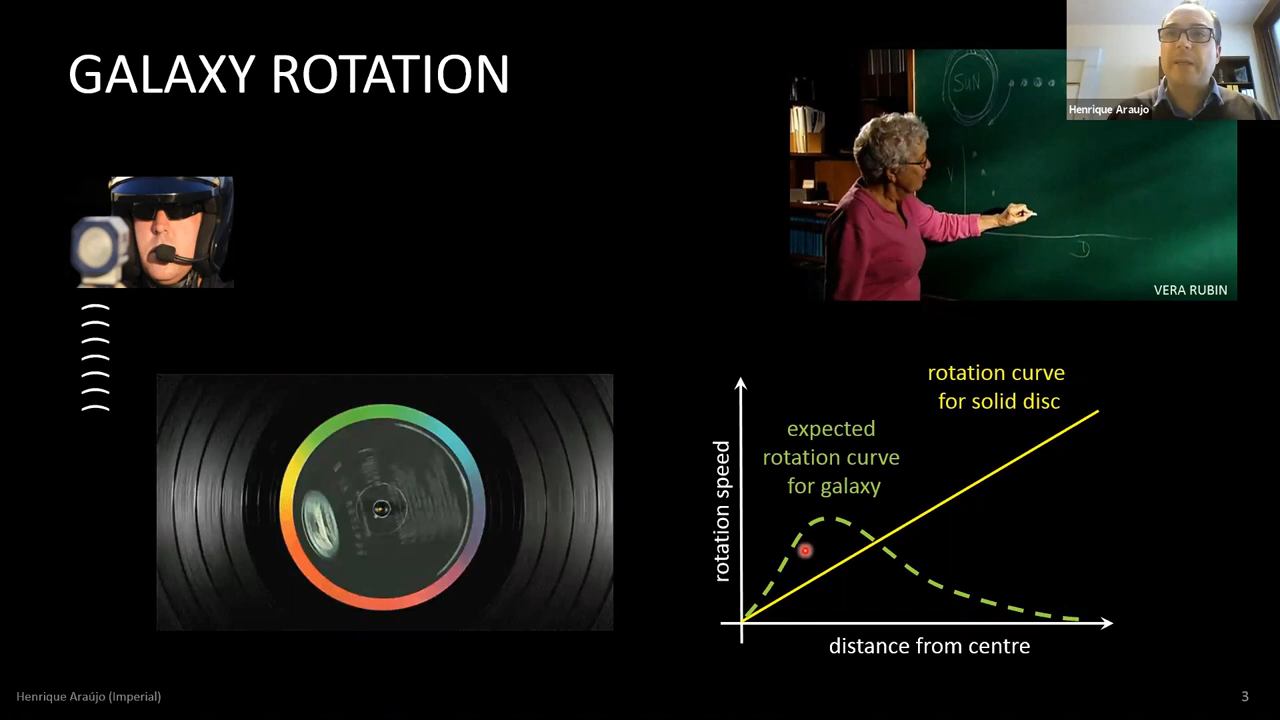 GALAXY ROTATION
Henrique Araujo
SUN
V
D
VERA RUBIN
rotation curve
for solid disc
expected
rotation curve
for galaxy
rotation speed
distance from centre
Henrique Araújo (Imperial)
3